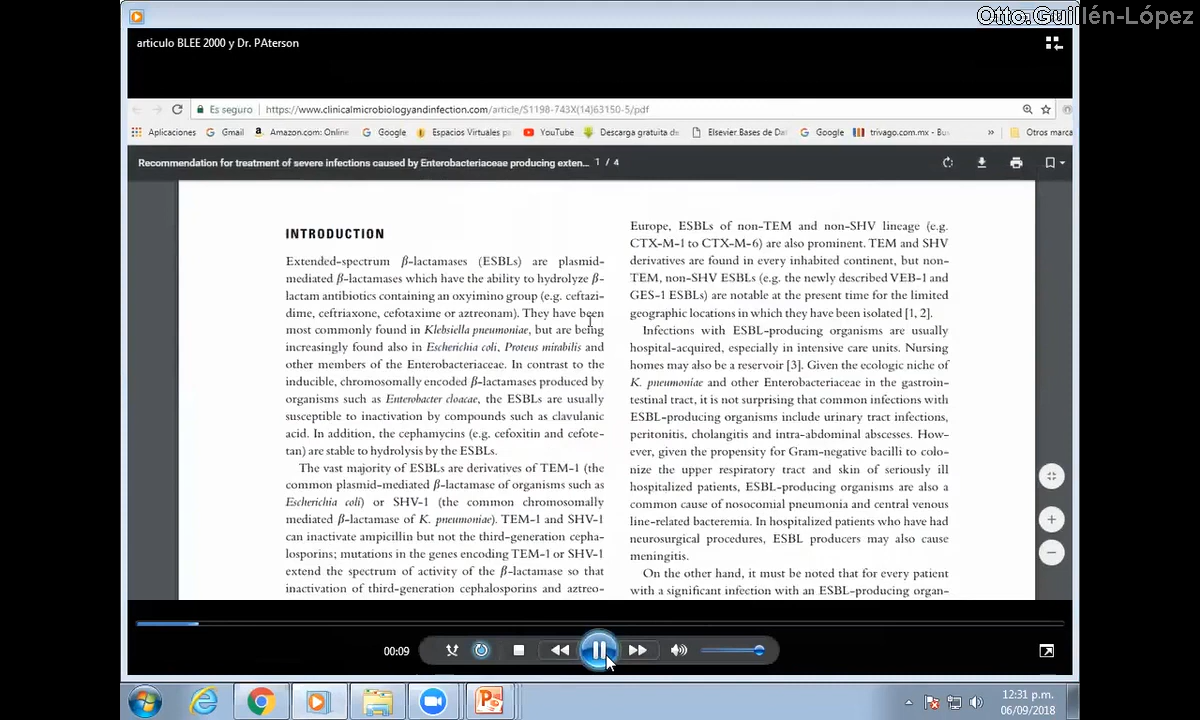 Otto.Guillén-López
articulo BLEE 2000 y Dr. PAterson
Es seguro | https://www.clinicalmicrobiologyandinfection.com/article/S1198-743X(14)63150-5/pdf
Aplicaciones Gmail Amazon.com: Online Google Espacios Virtuales pa YouTube Descarga gratuita de Elsevier Bases de Dat Google trivago.com.mx - Bu » Otros marca
Recommendation for treatment of severe infections caused by Enterobacteriaceae producing exten... 1 / 4
INTRODUCTION
Extended-spectrum β-lactamases (ESBLs) are plasmid-
mediated β-lactamases which have the ability to hydrolyze β-
lactam antibiotics containing an oxyimino group (e.g. ceftazi-
dime, ceftriaxone, cefotaxime or aztreonam). They have been
most commonly found in Klebsiella pneumoniae, but are being
increasingly found also in Escherichia coli, Proteus mirabilis and
other members of the Enterobacteriaceae. In contrast to the
inducible, chromosomally encoded β-lactamases produced by
organisms such as Enterobacter cloacae, the ESBLs are usually
susceptible to inactivation by compounds such as clavulanic
acid. In addition, the cephamycins (e.g. cefoxitin and cefote-
tan) are stable to hydrolysis by the ESBLs.
The vast majority of ESBLs are derivatives of TEM-1 (the
common plasmid-mediated β-lactamase of organisms such as
Escherichia coli) or SHV-1 (the common chromosomally
mediated β-lactamase of K. pneumoniae). TEM-1 and SHV-1
can inactivate ampicillin but not the third-generation cepha-
losporins; mutations in the genes encoding TEM-1 or SHV-1
extend the spectrum of activity of the β-lactamase so that
inactivation of third-generation cephalosporins and aztreo-
Europe, ESBLs of non-TEM and non-SHV lineage (e.g.
CTX-M-1 to CTX-M-6) are also prominent. TEM and SHV
derivatives are found in every inhabited continent, but non-
TEM, non-SHV ESBLs (e.g. the newly described VEB-1 and
GES-1 ESBLs) are notable at the present time for the limited
geographic locations in which they have been isolated [1, 2].
Infections with ESBL-producing organisms are usually
hospital-acquired, especially in intensive care units. Nursing
homes may also be a reservoir [3]. Given the ecologic niche of
K. pneumoniae and other Enterobacteriaceae in the gastroin-
testinal tract, it is not surprising that common infections with
ESBL-producing organisms include urinary tract infections,
peritonitis, cholangitis and intra-abdominal abscesses. How-
ever, given the propensity for Gram-negative bacilli to colo-
nize the upper respiratory tract and skin of seriously ill
hospitalized patients, ESBL-producing organisms are also a
common cause of nosocomial pneumonia and central venous
line-related bacteremia. In hospitalized patients who have had
neurosurgical procedures, ESBL producers may also cause
meningitis.
On the other hand, it must be noted that for every patient
with a significant infection with an ESBL-producing organ-
00:09
12:31 p.m.
06/09/2018